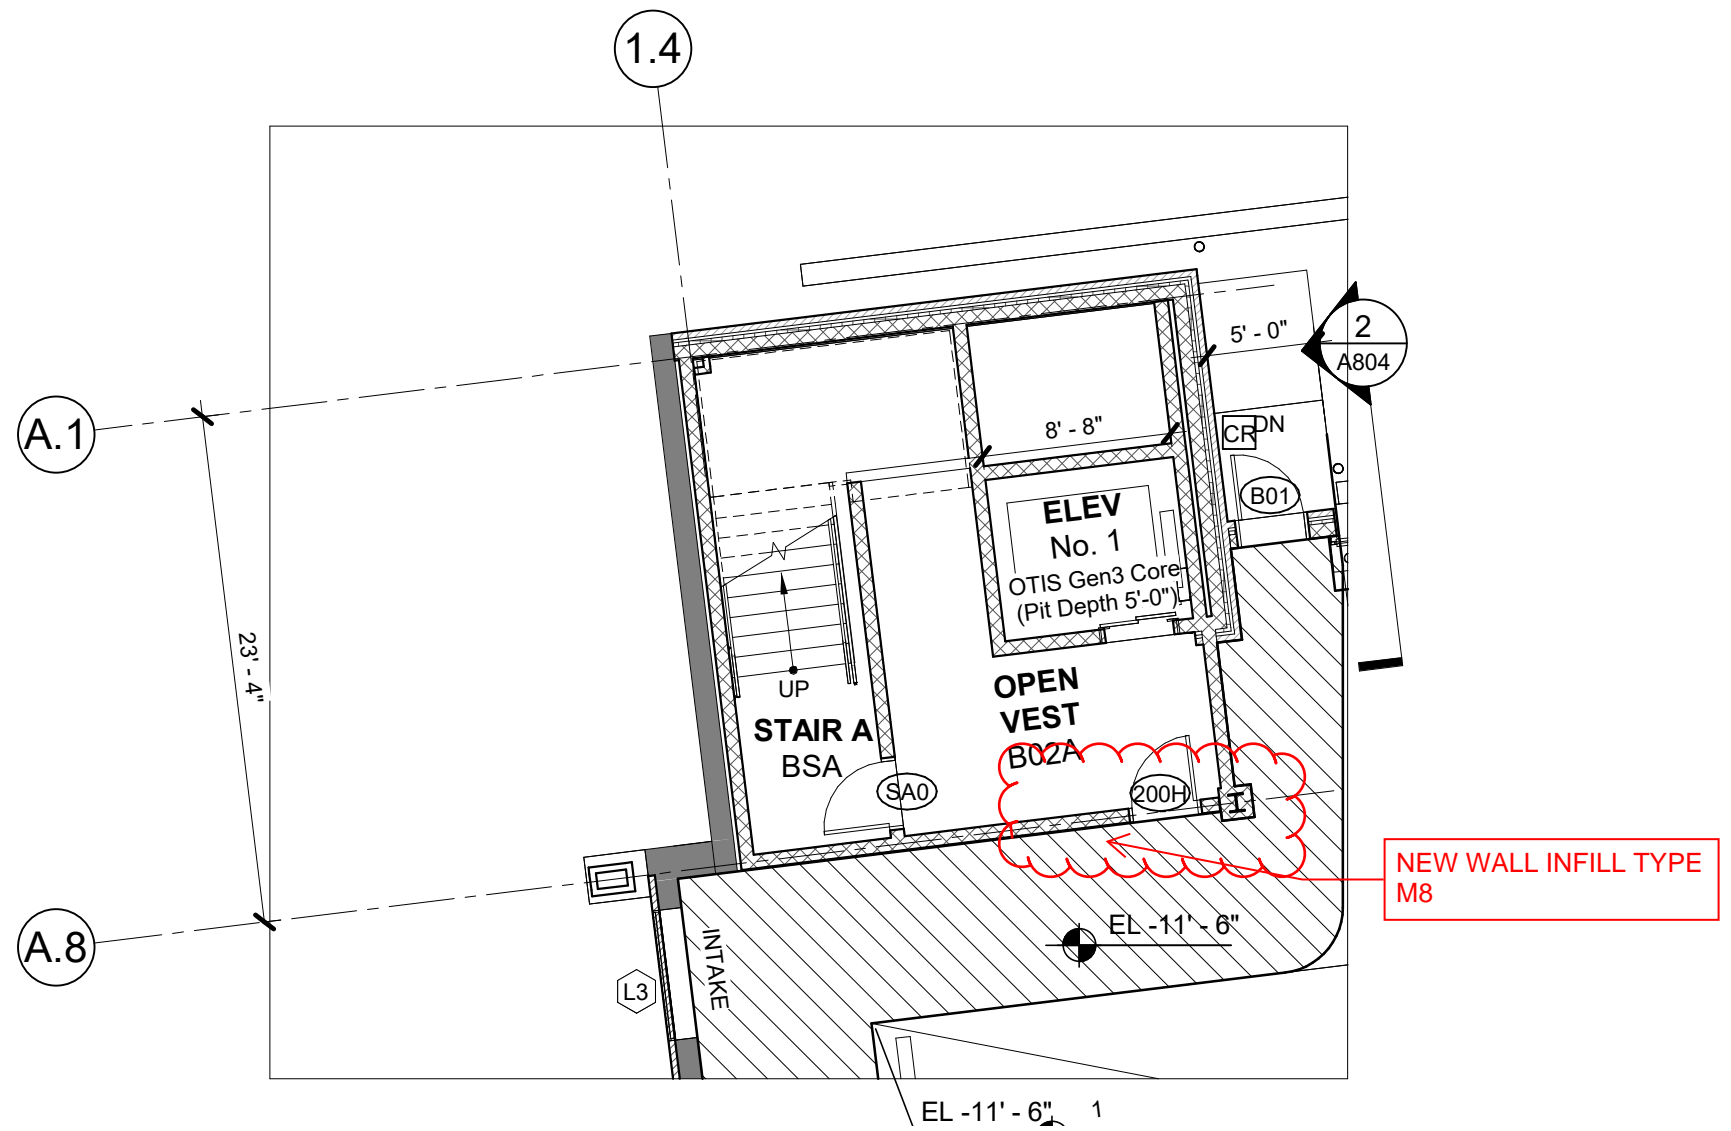 1.4
5' - 0"
2
A804
A.1
8' - 8"
CR
DN
B01
ELEV
No. 1
OTIS Gen3 Core
(Pit Depth 5'-0")
23' - 4"
UP
OPEN
VEST
B02A
STAIR A
BSA
SA0
200H
NEW WALL INFILL TYPE
M8
A.8
EL -11' - 6"
INTAKE
L3
EL -11' - 6"
1